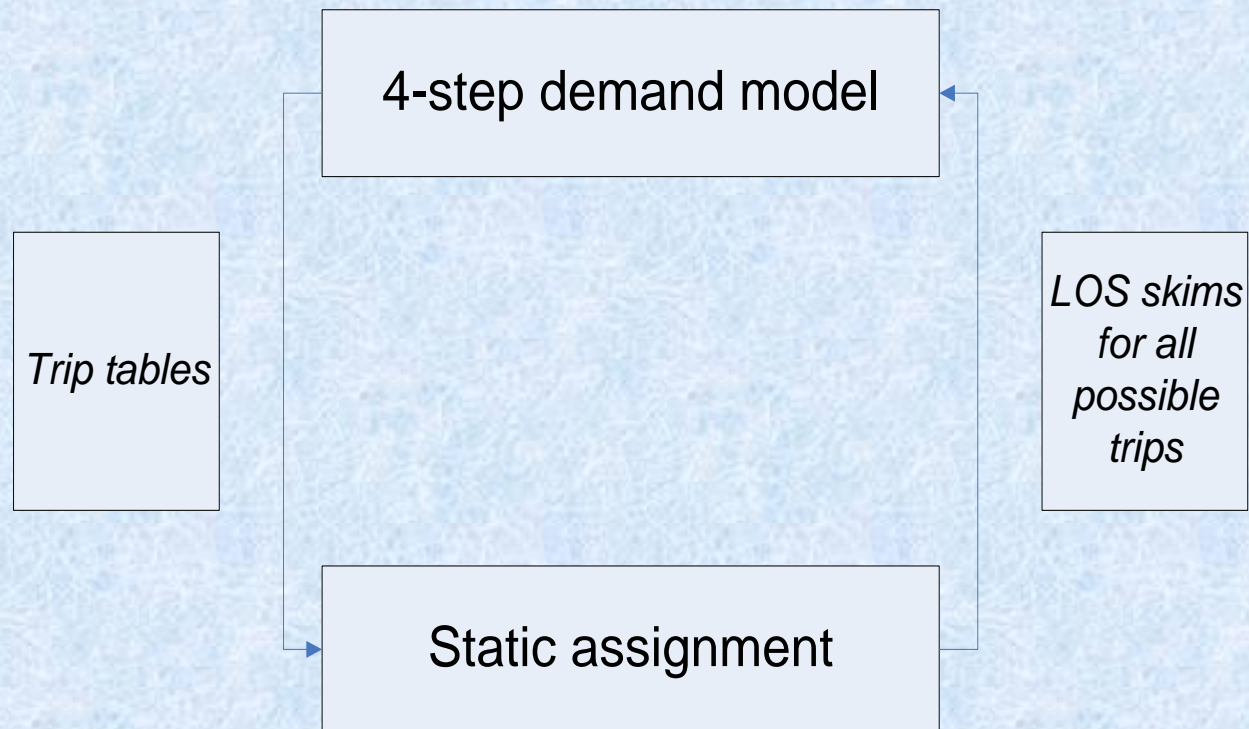 4-step demand model
Trip tables
LOS skims
for all
possible
trips
Static assignment